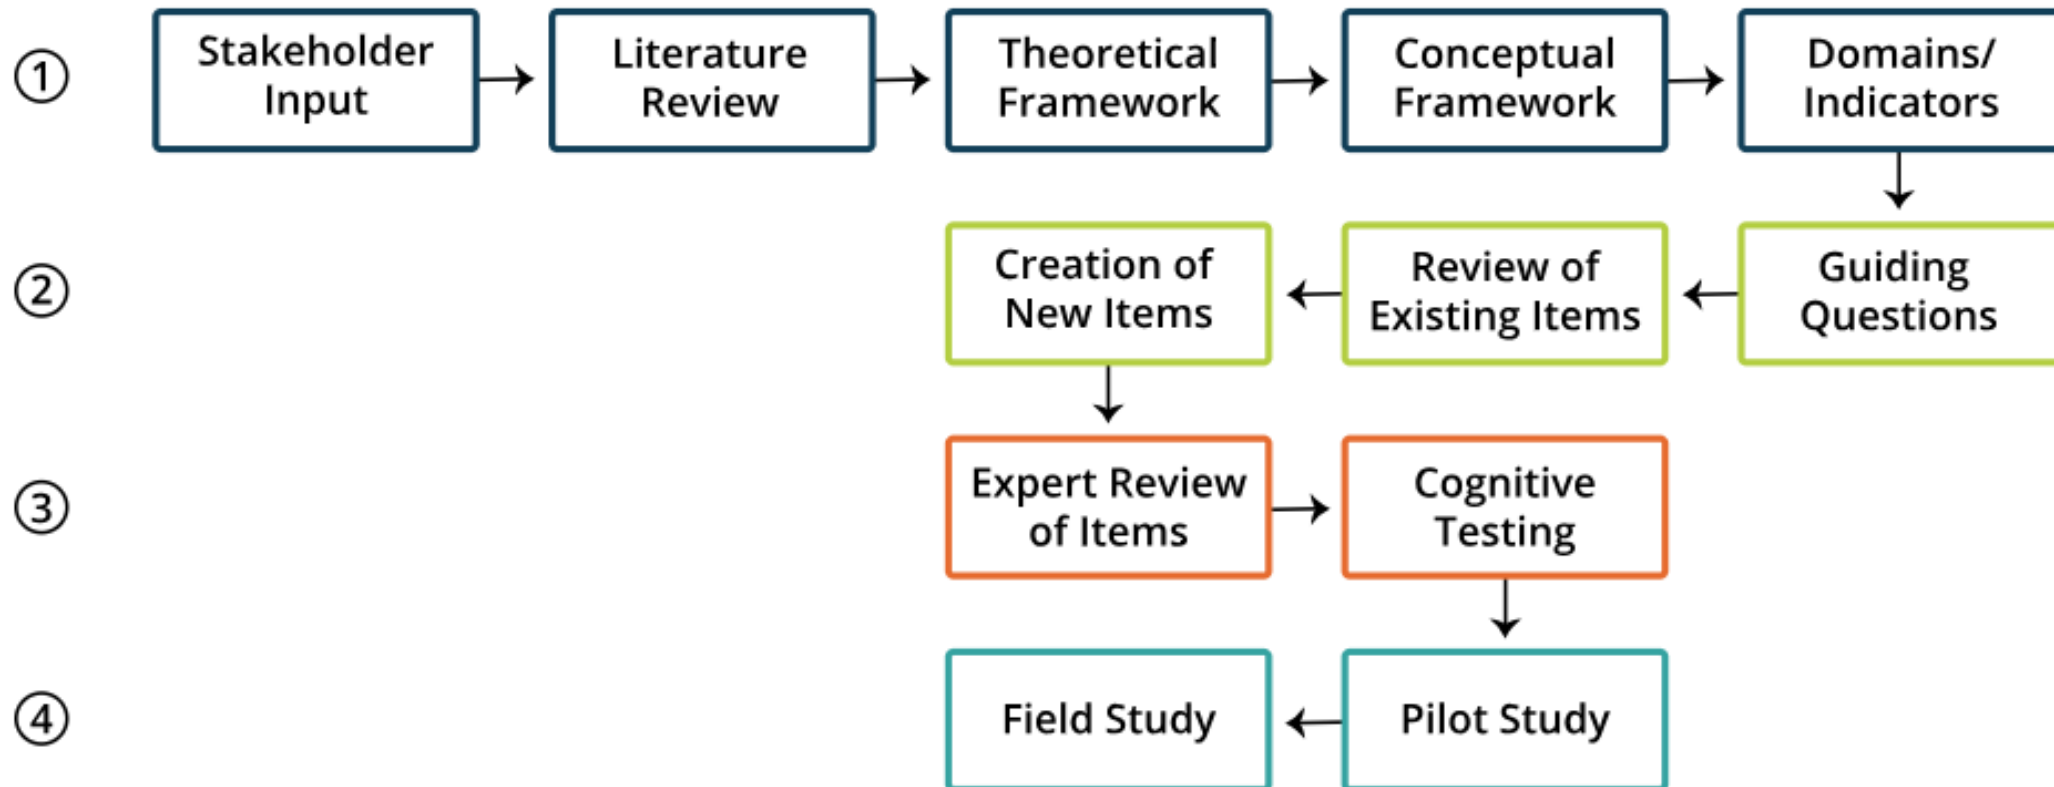 ①
Stakeholder
Input
Literature
Review
Theoretical
Framework
Conceptual
Framework
Domains/
Indicators
②
Creation of
New Items
Review of
Existing Items
Guiding
Questions
③
Expert Review
of Items
Cognitive
Testing
④
Field Study
Pilot Study